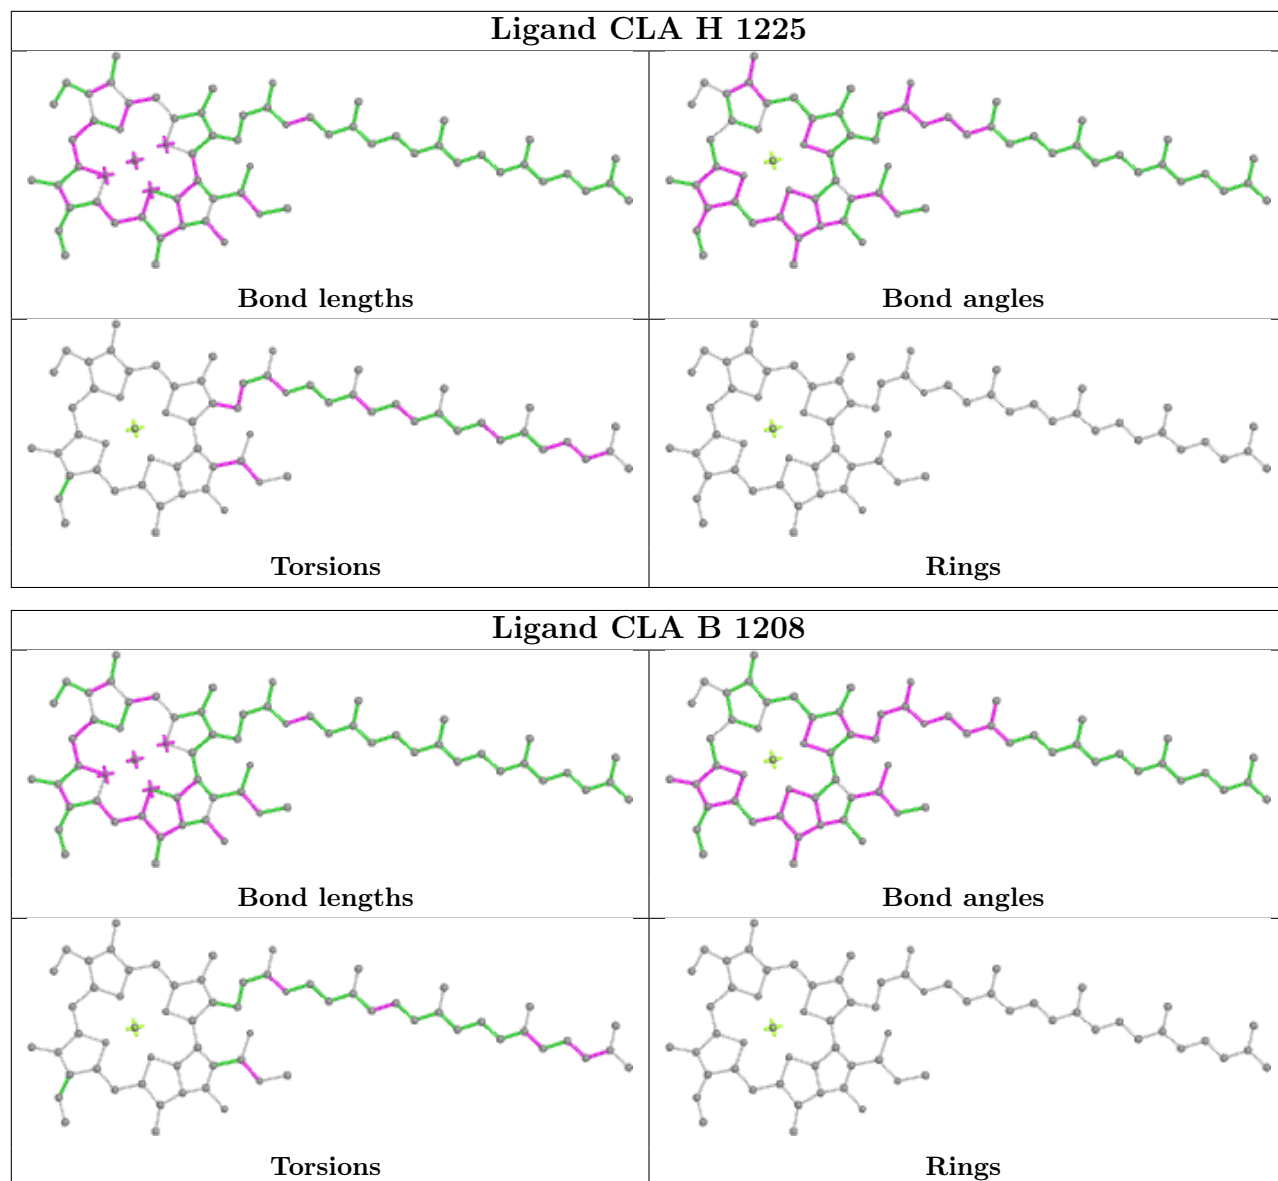 Ligand CLA H 1225
Bond lengths
Bond angles
Torsions
Rings
Ligand CLA B 1208
Bond lengths
Bond angles
Torsions
Rings